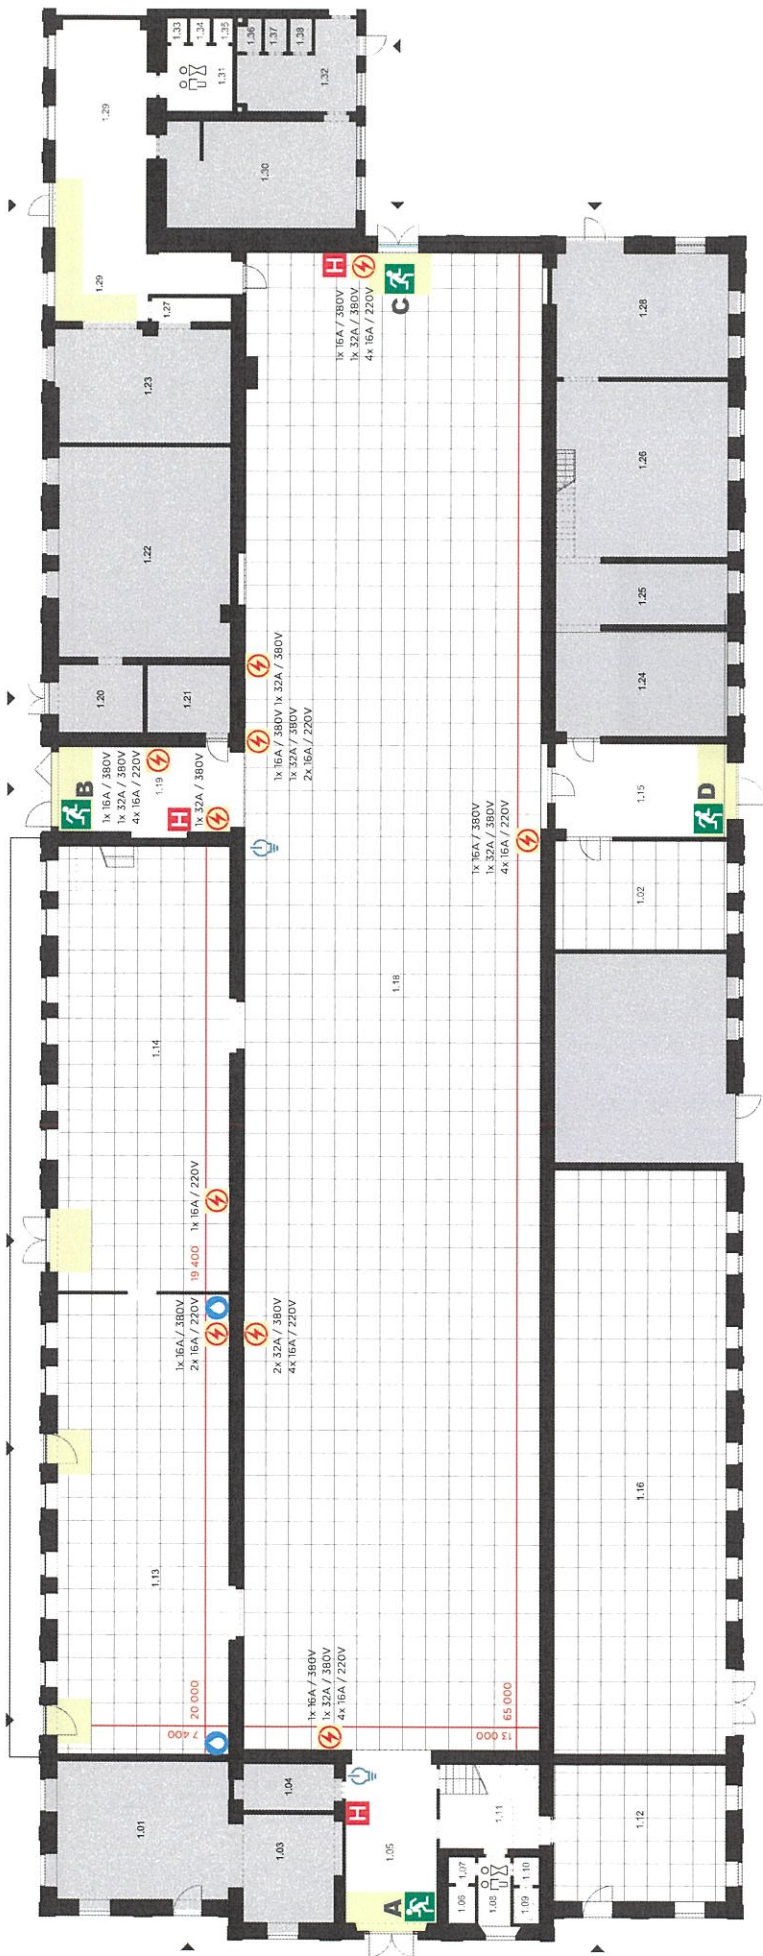 1.33
1.34
1.35
1.36
1.37
1.38
1.31
1.32
1.29
1.30
1.29
1.27
H
1x 16A / 380V
1x 32A / 380V
4x 16A / 220V
C
1.28
1.23
1.26
1.22
1.25
1.20
1.21
1x 16A / 380V 1x 32A / 380V
1x 32A / 380V
2x 16A / 220V
1.24
B
1x 16A / 380V
1x 32A / 380V
4x 16A / 220V
1.19
H
1x 32A / 380V
1x 16A / 380V
1x 32A / 380V
4x 16A / 220V
1.15
D
1.02
1.18
1.14
1x 16A / 220V
19 400
1x 16A / 380V
2x 16A / 220V
2x 32A / 380V
4x 16A / 220V
1.16
1.13
20 000
7 400
1x 16A / 380V
1x 32A / 380V
4x 16A / 220V
65 000
13 000
1.01
1.04
1.03
H
1.05
A
1.11
1.07
1.06
1.08
1.10
1.09
1.12